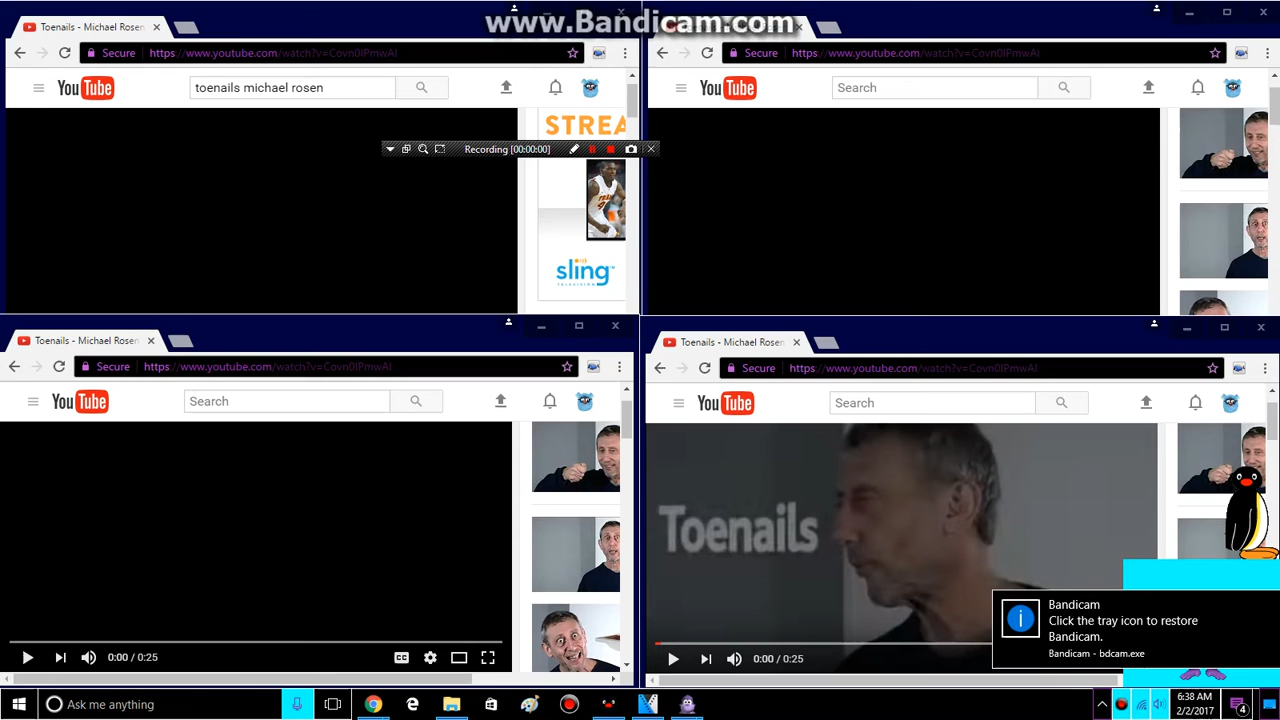 www.Bandicam.com
Toenails - Michael Rosen
Secure https://www.youtube.com/watch?v=Covn0IPmwAI
YouTube
toenails michael rosen
STREA
Recording [00:00:00]
sling
TELEVISION
Secure https://www.youtube.com/watch?v=Covn0IPmwAI
YouTube
Search
Toenails - Michael Rosen
Secure https://www.youtube.com/watch?v=Covn0IPmwAI
YouTube
Search
0:00 / 0:25
CC
Toenails - Michael Rosen
Secure https://www.youtube.com/watch?v=Covn0IPmwAI
YouTube
Search
Toenails
0:00 / 0:25
Bandicam
Click the tray icon to restore
Bandicam.
Bandicam - bdcam.exe
Ask me anything
6:38 AM
2/2/2017
4